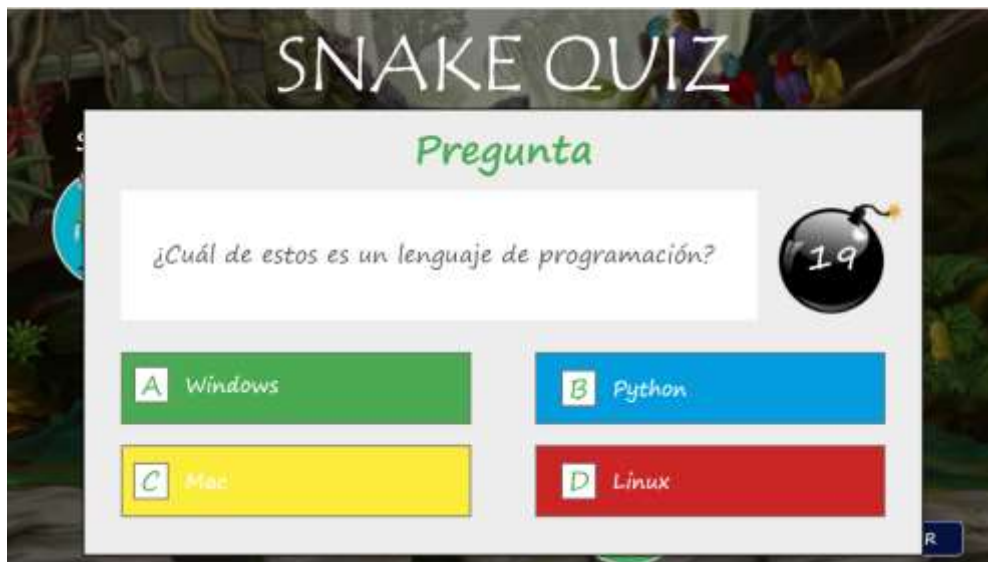 SNAKE QUIZ
Pregunta
¿Cuál de estos es un lenguaje de programación?
19
A Windows
B Python
C Mac
D Linux
R